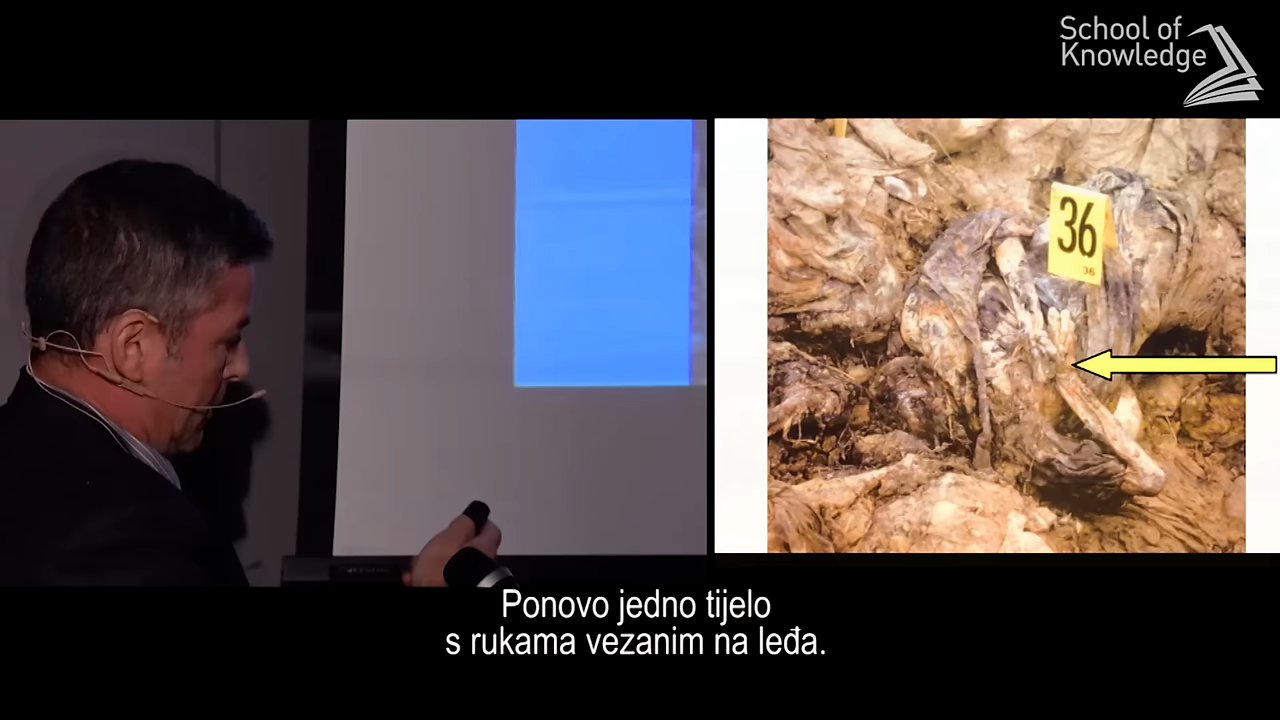 School of
Knowledge
36
36
Ponovo jedno tijelo
s rukama vezanim na leđa.